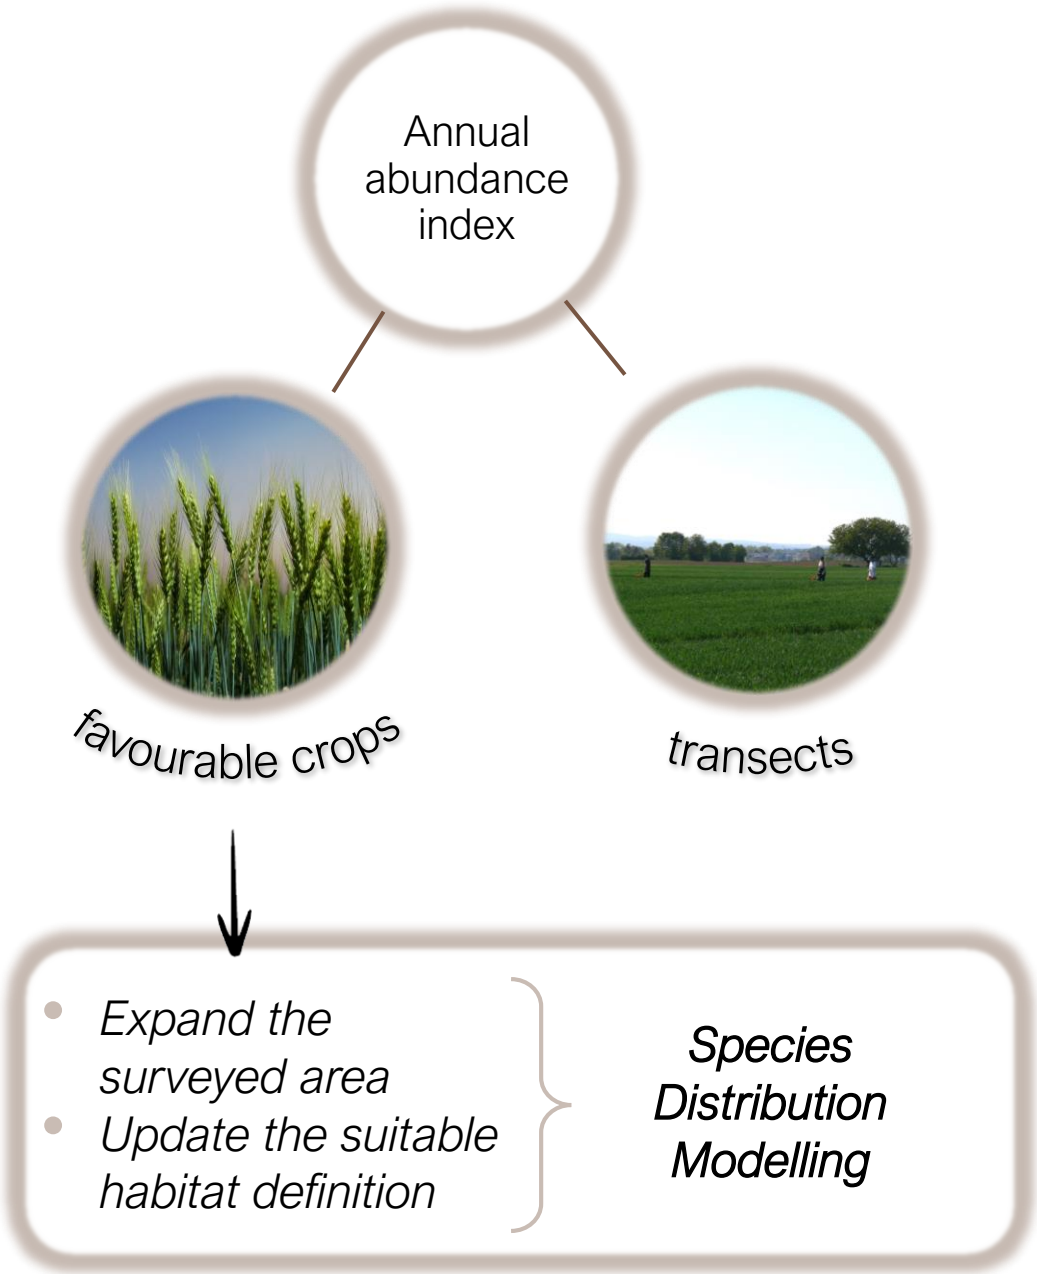 Annual
abundance
index
favourable crops
transects
Expand the
surveyed area
Update the suitable
habitat definition
Species
Distribution
Modelling